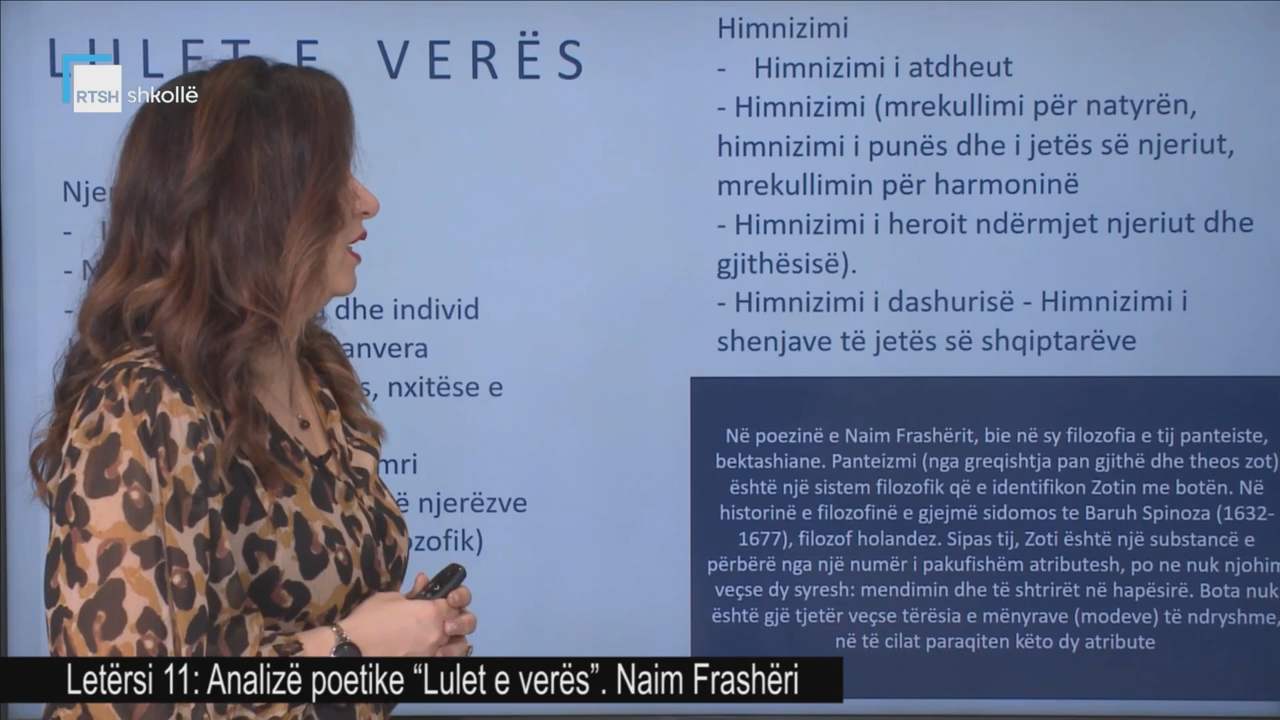 LULET E VERËS
RTSH shkollë
dhe individ
nxitëse e
njerëzve
Himnizimi
- Himnizimi i atdheut
- Himnizimi (mrekullimi për natyrën,
himnizimi i punës dhe i jetës së njeriut,
mrekullimin për harmoninë
- Himnizimi i heroit ndërmjet njeriut dhe
gjithësisë).
- Himnizimi i dashurisë - Himnizimi i
shenjave të jetës së shqiptarëve
Në poezinë e Naim Frashërit, bie në sy filozofia e tij panteiste,
bektashiane. Panteizmi (nga greqishtja pan gjithë dhe theos zot)
është një sistem filozofik që e identifikon Zotin me botën. Në
historinë e filozofinë e gjejmë sidomos te Baruh Spinoza (1632-
1677), filozof holandez. Sipas tij, Zoti është një substancë e
përbërë nga një numër i pakufishëm atributesh, po ne nuk njohim
veçse dy syresh: mendimin dhe të shtrirët në hapësirë. Bota nuk
është gjë tjetër veçse tërësia e mënyrave (modeve) të ndryshme,
në të cilat paraqiten këto dy atribute
Letërsi 11: Analizë poetike “Lulet e verës”. Naim Frashëri